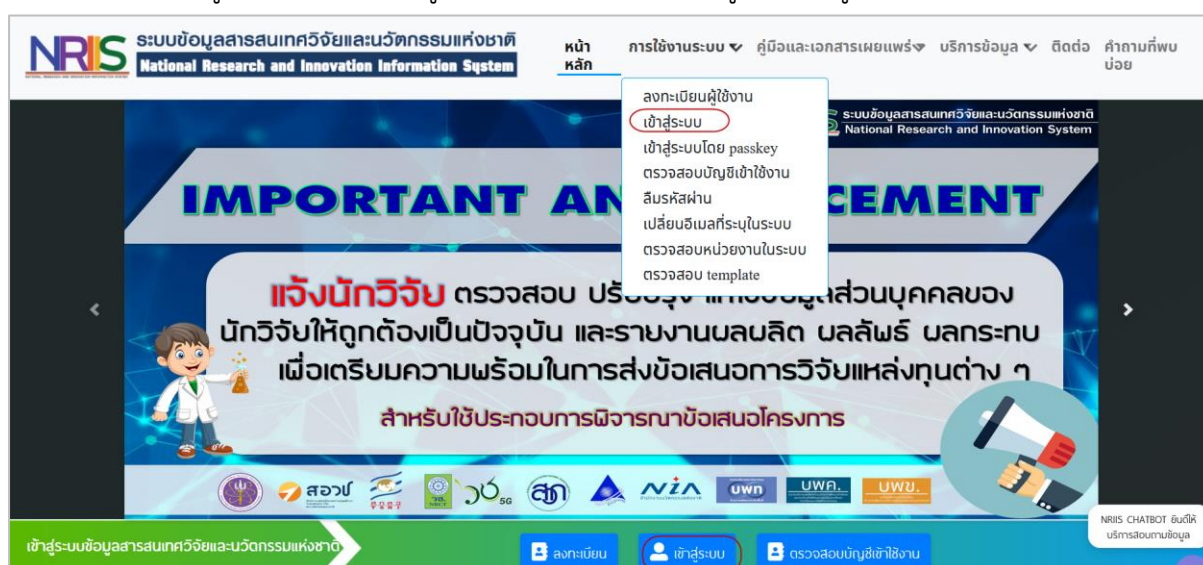 NRIIS
ระบบข้อมูลสารสนเทศวิจัยและนวัตกรรมแห่งชาติ
National Research and Innovation Information System
หน้าหลัก
การใช้งานระบบ
คู่มือและเอกสารเผยแพร่
บริการข้อมูล
ติดต่อ
คำถามที่พบบ่อย
ลงทะเบียนผู้ใช้งาน
เข้าสู่ระบบ
เข้าสู่ระบบโดย passkey
ตรวจสอบบัญชีเข้าใช้งาน
ลืมรหัสผ่าน
เปลี่ยนอีเมลที่ระบุในระบบ
ตรวจสอบหน่วยงานในระบบ
ตรวจสอบ template
ระบบข้อมูลสารสนเทศวิจัยและนวัตกรรมแห่งชาติ
National Research and Innovation System
IMPORTANT AN CEMENT
แจ้งนักวิจัย ตรวจสอบ ส่วนบุคคลของ
นักวิจัยให้ถูกต้องเป็นปัจจุบัน และรายงานผลผลิต ผลลัพธ์ ผลกระทบ
เพื่อเตรียมความพร้อมในการส่งข้อเสนอการวิจัยแหล่งทุนต่าง ๆ
สำหรับใช้ประกอบการพิจารณาข้อเสนอโครงการ
สอวช วช. 5G สวก NIA บพท บพค. บพข.
เข้าสู่ระบบข้อมูลสารสนเทศวิจัยและนวัตกรรมแห่งชาติ
ลงทะเบียน
เข้าสู่ระบบ
ตรวจสอบบัญชีเข้าใช้งาน
NRIIS CHATBOT ยินดีให้
บริการสอบถามข้อมูล